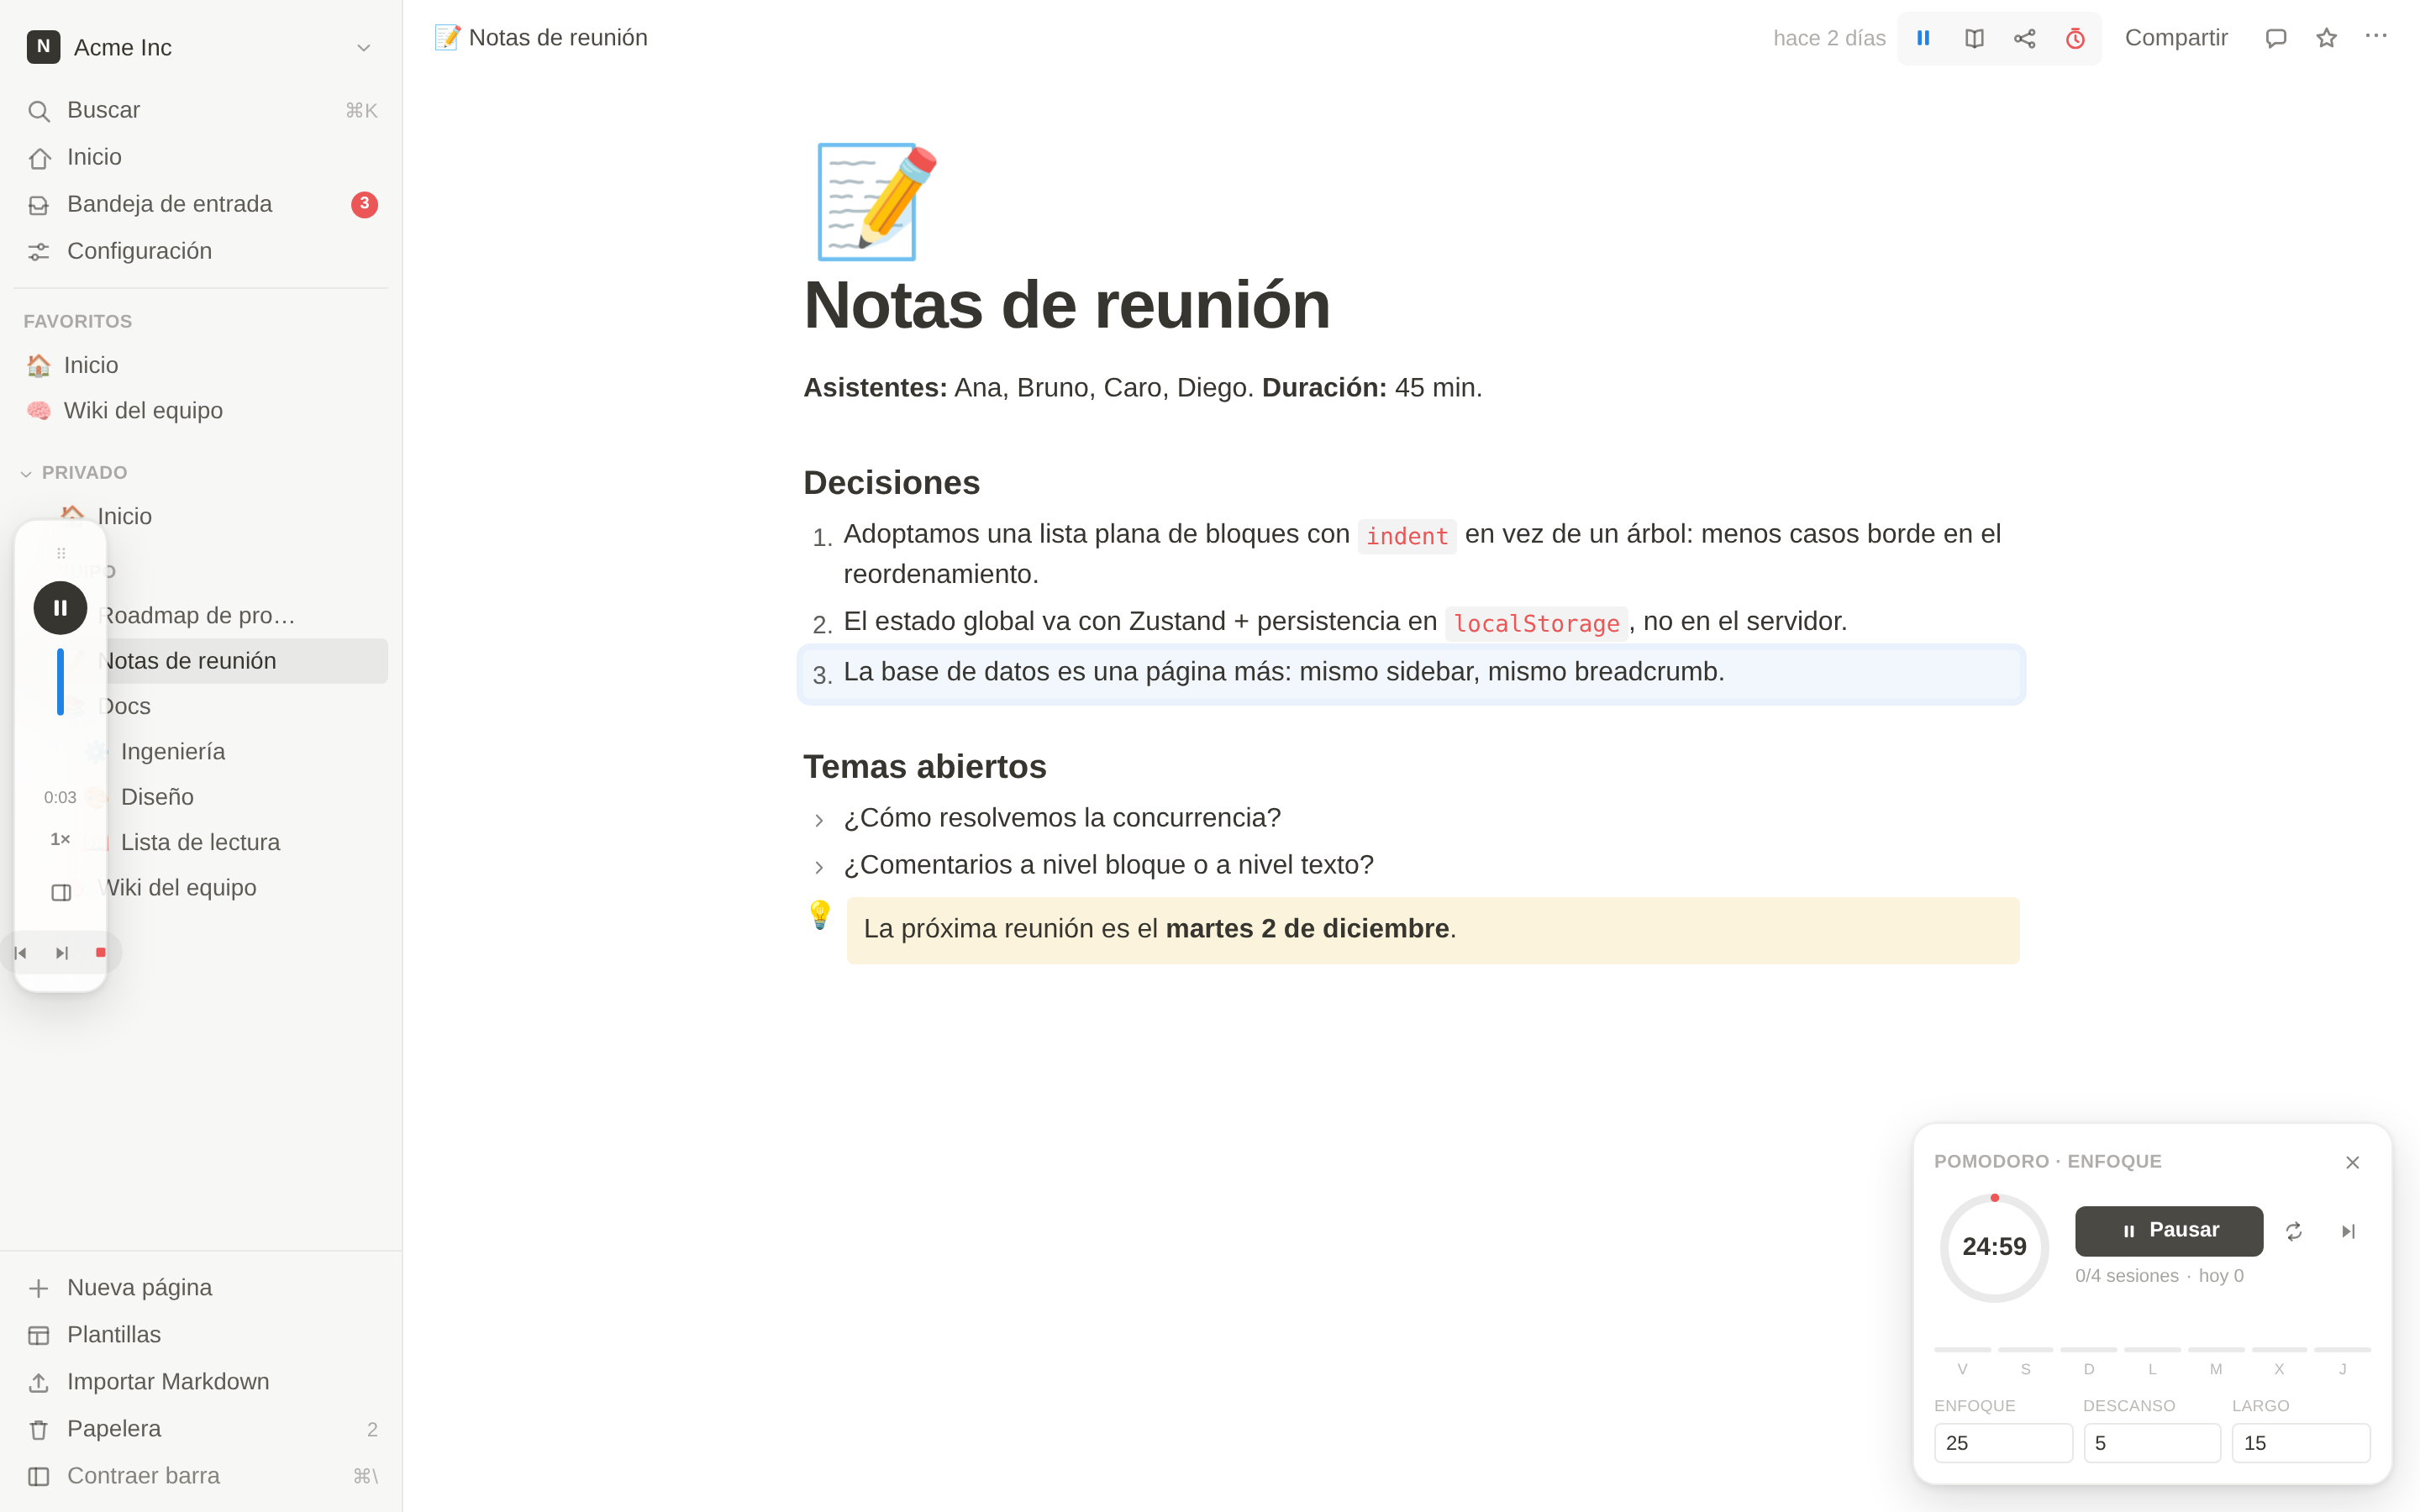 N Acme Inc
Buscar ⌘K
Inicio
Bandeja de entrada 3
Configuración
FAVORITOS
Inicio
Wiki del equipo
PRIVADO
Inicio
Roadmap de pro…
Notas de reunión
Docs
Ingeniería
Diseño
Lista de lectura
Wiki del equipo
0:03
1×
Nueva página
Plantillas
Importar Markdown
Papelera 2
Contraer barra ⌘\
Notas de reunión
hace 2 días
Compartir
Notas de reunión
Asistentes: Ana, Bruno, Caro, Diego. Duración: 45 min.
Decisiones
1. Adoptamos una lista plana de bloques con indent en vez de un árbol: menos casos borde en el
reordenamiento.
2. El estado global va con Zustand + persistencia en localStorage, no en el servidor.
3. La base de datos es una página más: mismo sidebar, mismo breadcrumb.
Temas abiertos
¿Cómo resolvemos la concurrencia?
¿Comentarios a nivel bloque o a nivel texto?
La próxima reunión es el martes 2 de diciembre.
POMODORO · ENFOQUE
24:59
Pausar
0/4 sesiones · hoy 0
V S D L M X J
ENFOQUE DESCANSO LARGO
25 5 15